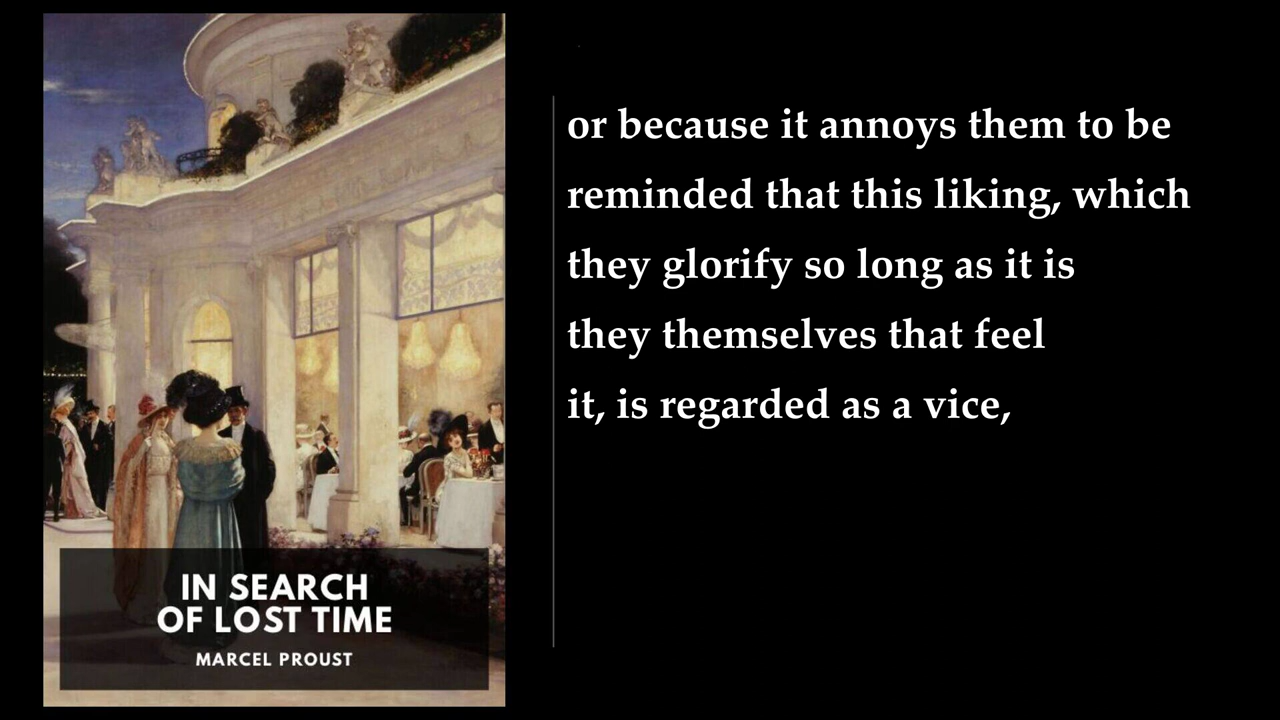 or because it annoys them to be
reminded that this liking, which
they glorify so long as it is
they themselves that feel
it, is regarded as a vice,
IN SEARCH
OF LOST TIME
MARCEL PROUST